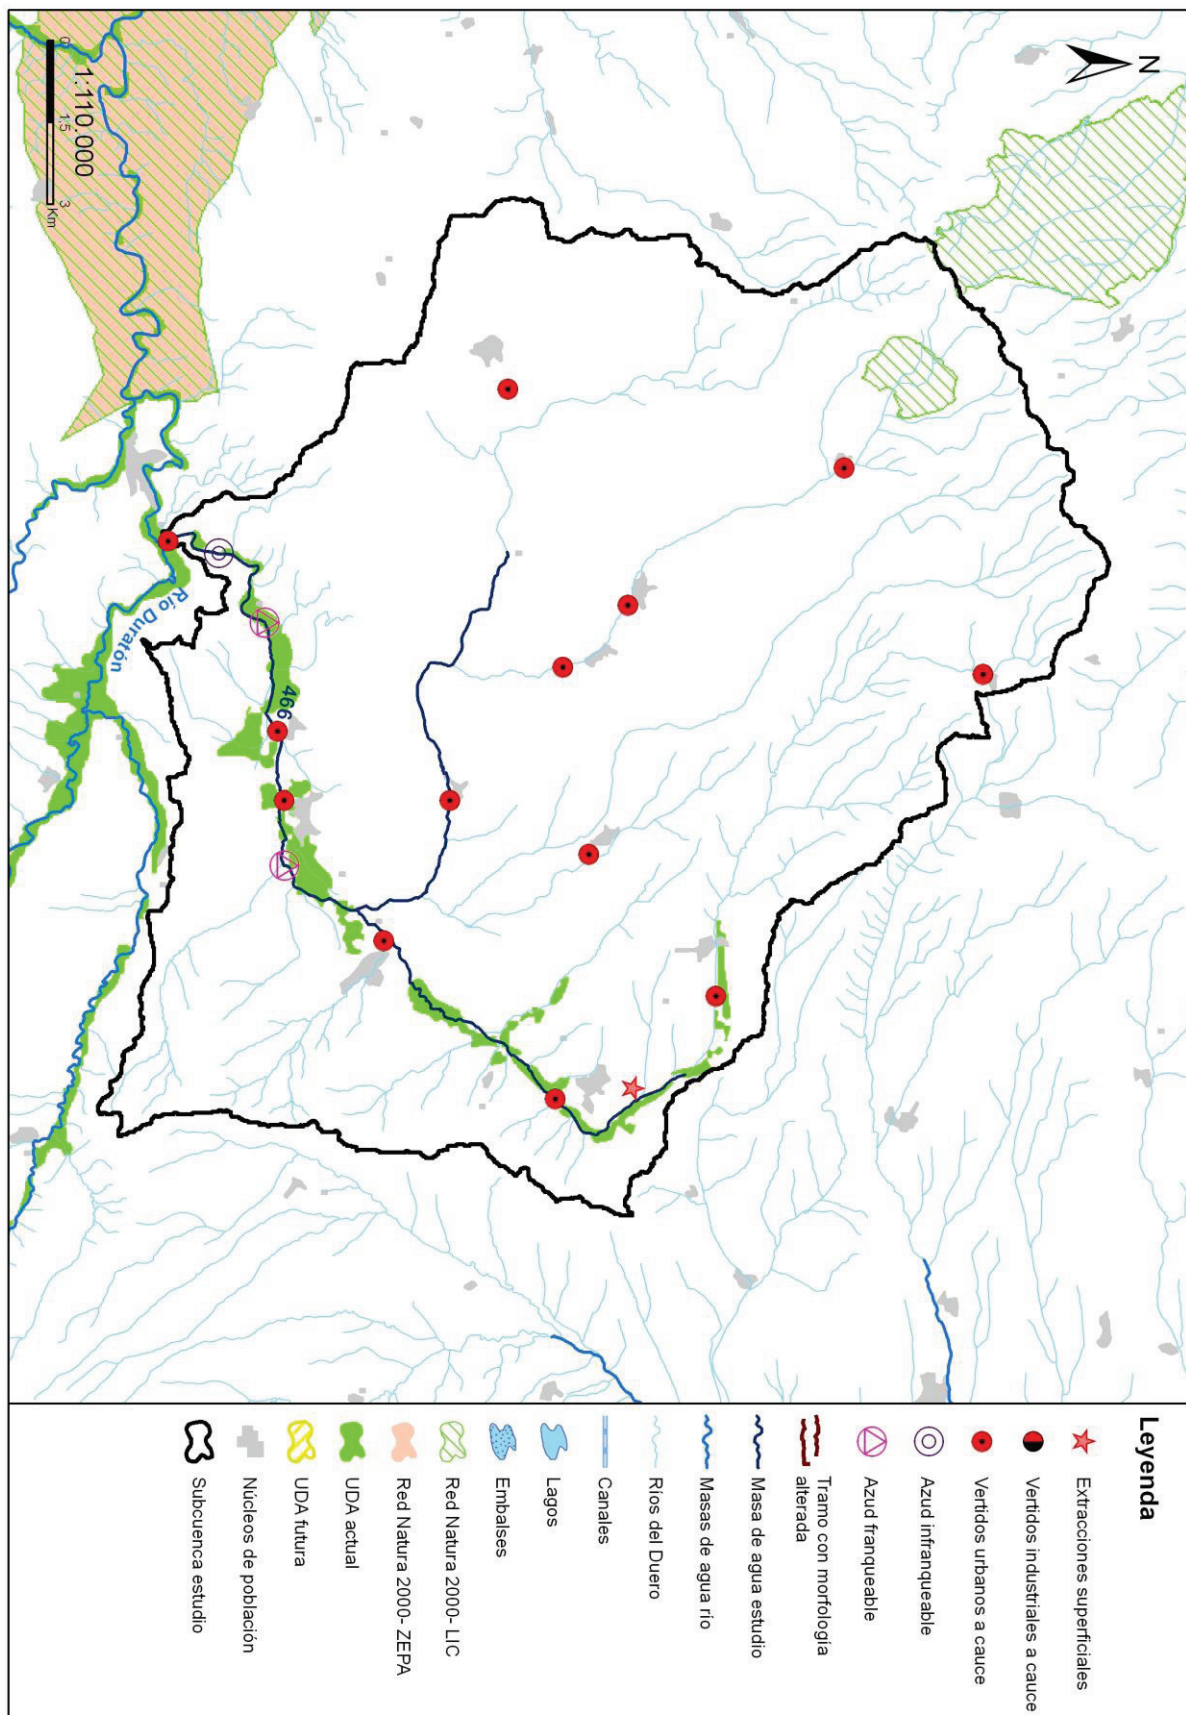 N
1:110.000
0 1,5 3
Km
Río Duratón
466
Leyenda
Extracciones superficiales
Vertidos industriales a cauce
Vertidos urbanos a cauce
Azud infranqueable
Azud franqueable
Tramo con morfología
alterada
Masa de agua estudio
Masas de agua río
Ríos del Duero
Canales
Lagos
Embalses
Red Natura 2000- LIC
Red Natura 2000- ZEPA
UDA actual
UDA futura
Núcleos de población
Subcuenca estudio